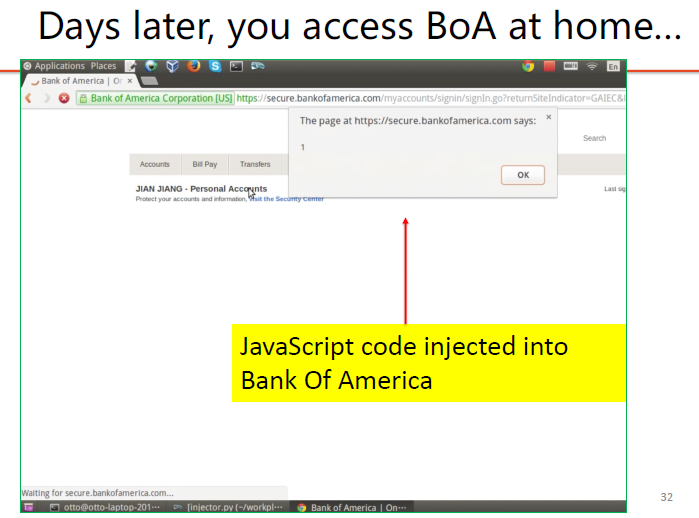 Days later, you access BoA at home...
Applications Places
En
Bank of America | Or ×
Bank of America Corporation [US] https://secure.bankofamerica.com/myaccounts/signin/signIn.go?returnSiteIndicator=GAIEC&
The page at https://secure.bankofamerica.com says: ×
1
OK
Search
Accounts Bill Pay Transfers
JIAN JIANG - Personal Accounts
Last sig
Protect your accounts and information, Visit the Security Center
JavaScript code injected into
Bank Of America
Waiting for secure.bankofamerica.com...
32
otto@otto-laptop-201··· [injector.py (~/workpl··· Bank of America | On···